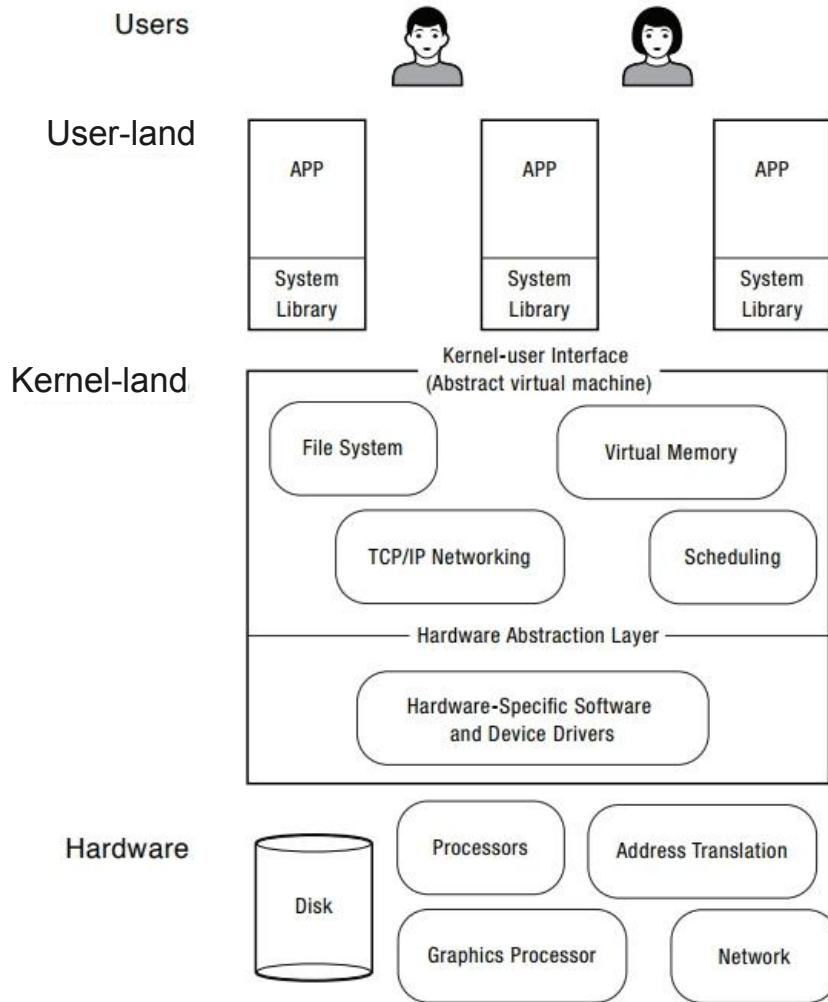 Users
User-land
APP
APP
APP
System
Library
System
Library
System
Library
Kernel-land
Kernel-user Interface
(Abstract virtual machine)
File System
Virtual Memory
TCP/IP Networking
Scheduling
Hardware Abstraction Layer
Hardware-Specific Software
and Device Drivers
Hardware
Disk
Processors
Address Translation
Graphics Processor
Network